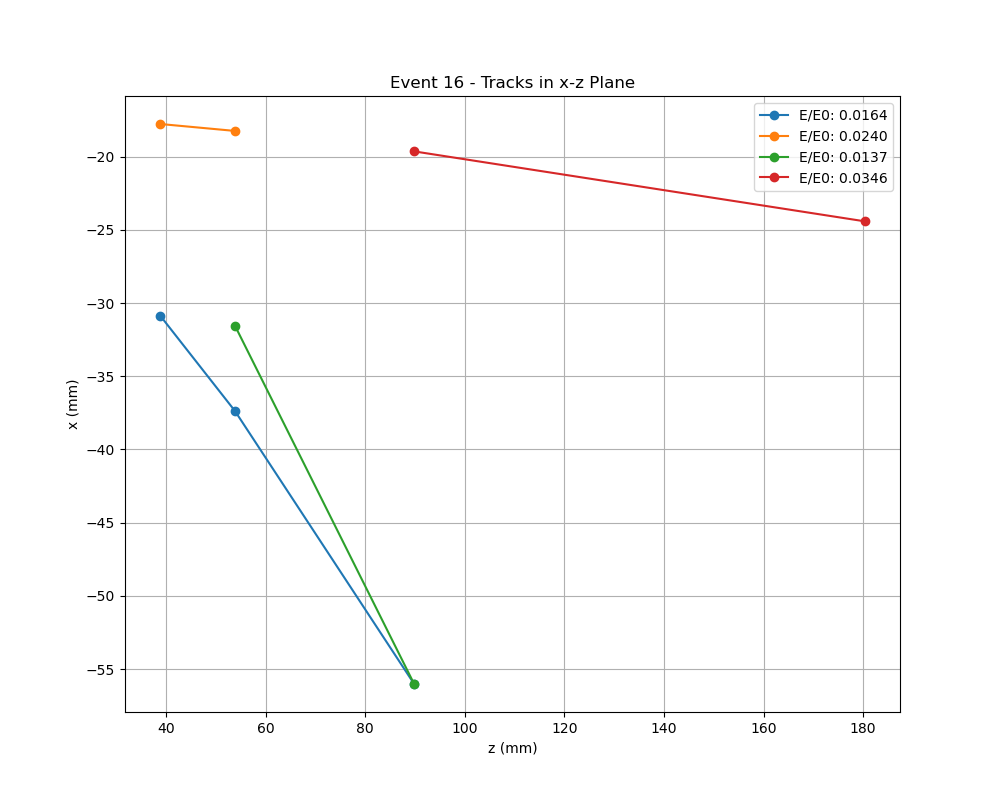 Event 16 - Tracks in x-z Plane
E/E0: 0.0164
E/E0: 0.0240
E/E0: 0.0137
E/E0: 0.0346
x (mm)
−20
−25
−30
−35
−40
−45
−50
−55
40 60 80 100 120 140 160 180
z (mm)